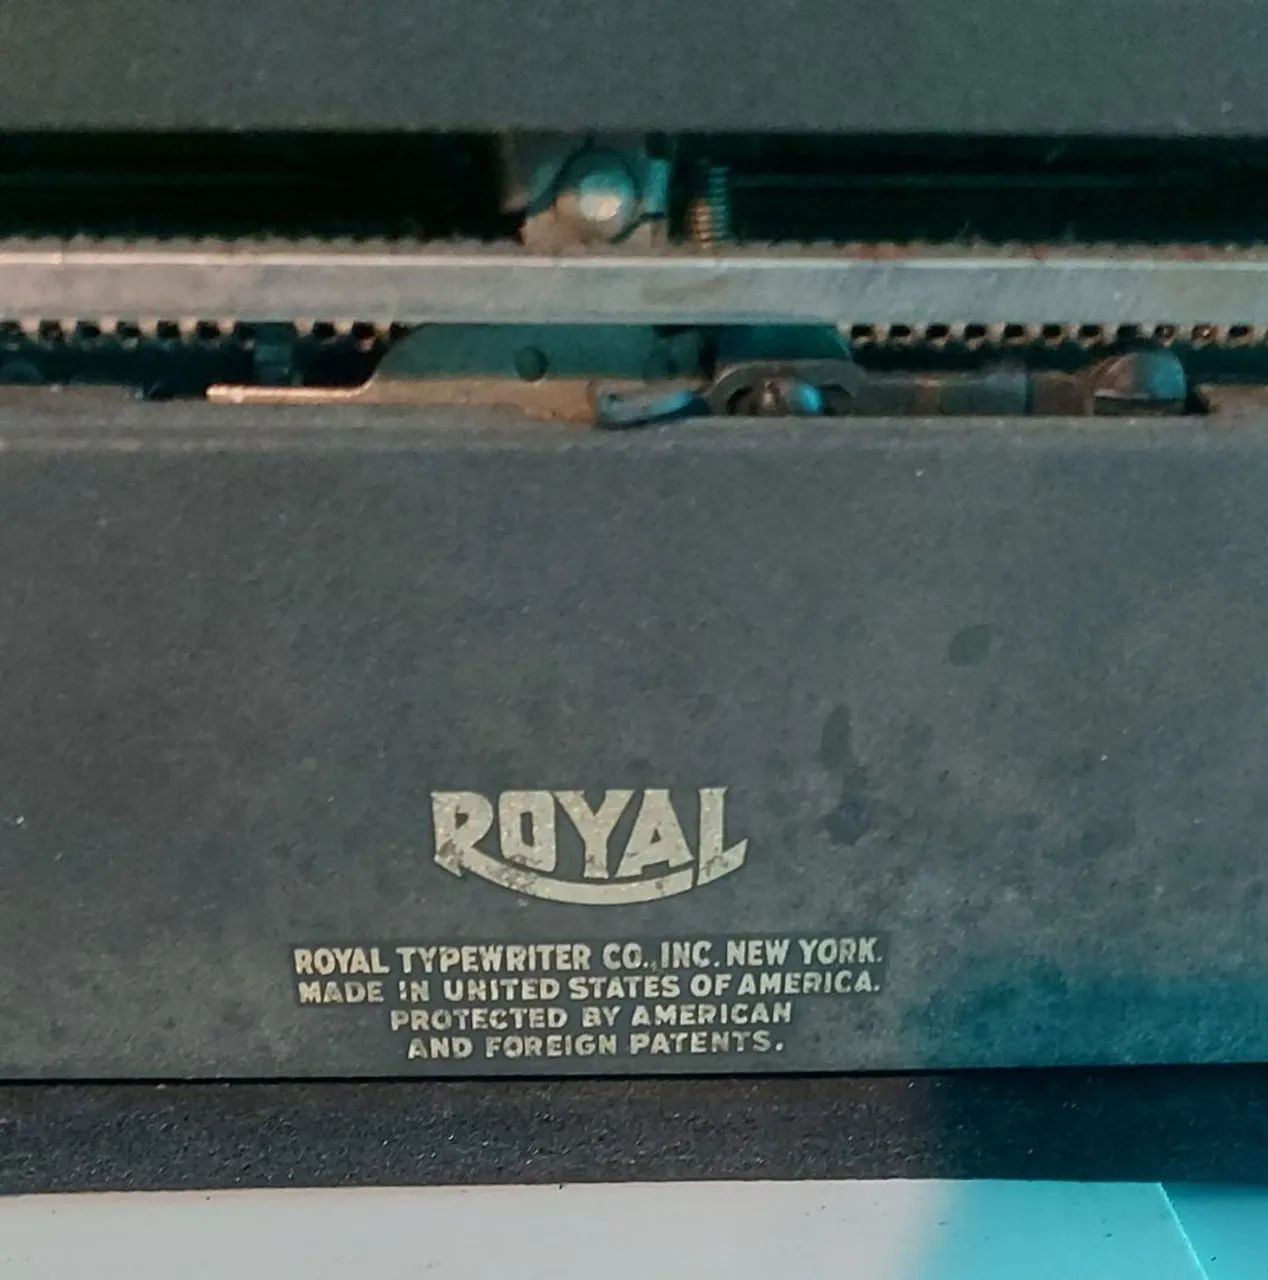 ROYAL
ROYAL TYPEWRITER CO., INC. NEW YORK.
MADE IN UNITED STATES OF AMERICA.
PROTECTED BY AMERICAN
AND FOREIGN PATENTS.